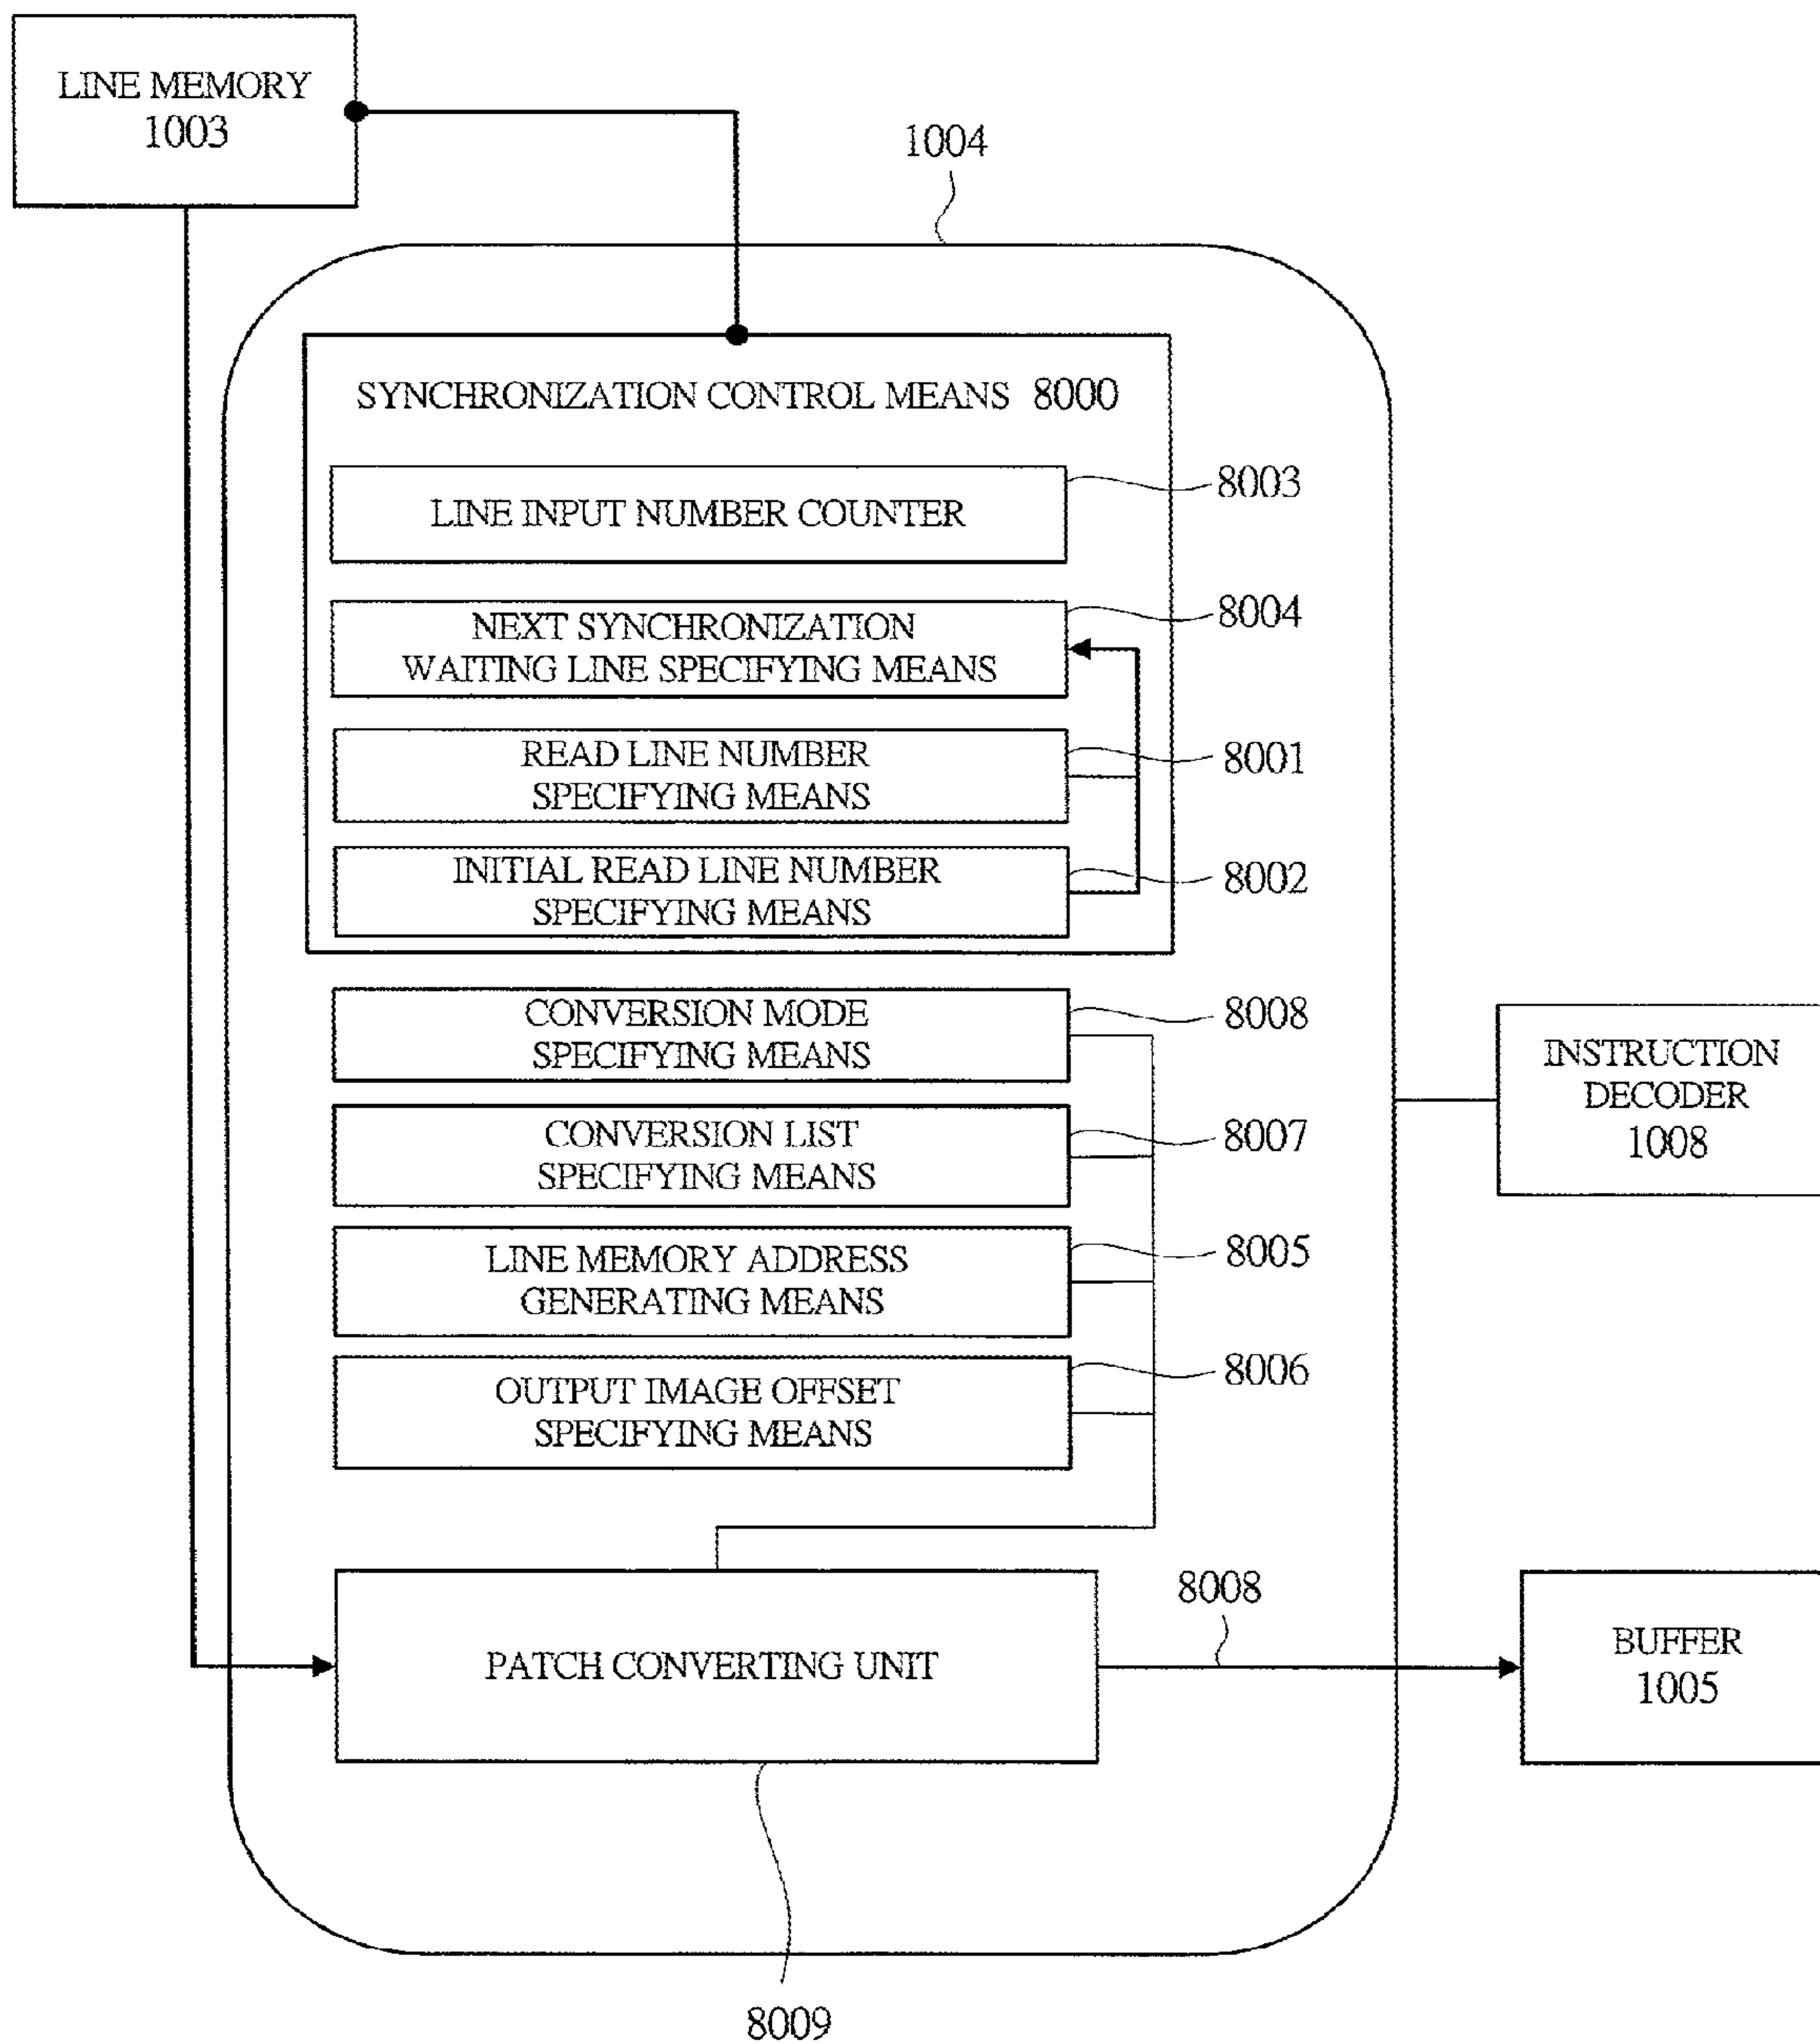 LINE MEMORY
1003
1004
SYNCHRONIZATION CONTROL MEANS 8000
LINE INPUT NUMBER COUNTER
8003
NEXT SYNCHRONIZATION
WAITING LINE SPECIFYING MEANS
8004
READ LINE NUMBER
SPECIFYING MEANS
8001
INITIAL READ LINE NUMBER
SPECIFYING MEANS
8002
CONVERSION MODE
SPECIFYING MEANS
8008
INSTRUCTION
DECODER
1008
CONVERSION LIST
SPECIFYING MEANS
8007
LINE MEMORY ADDRESS
GENERATING MEANS
8005
OUTPUT IMAGE OFFSET
SPECIFYING MEANS
8006
PATCH CONVERTING UNIT
8008
BUFFER
1005
8009